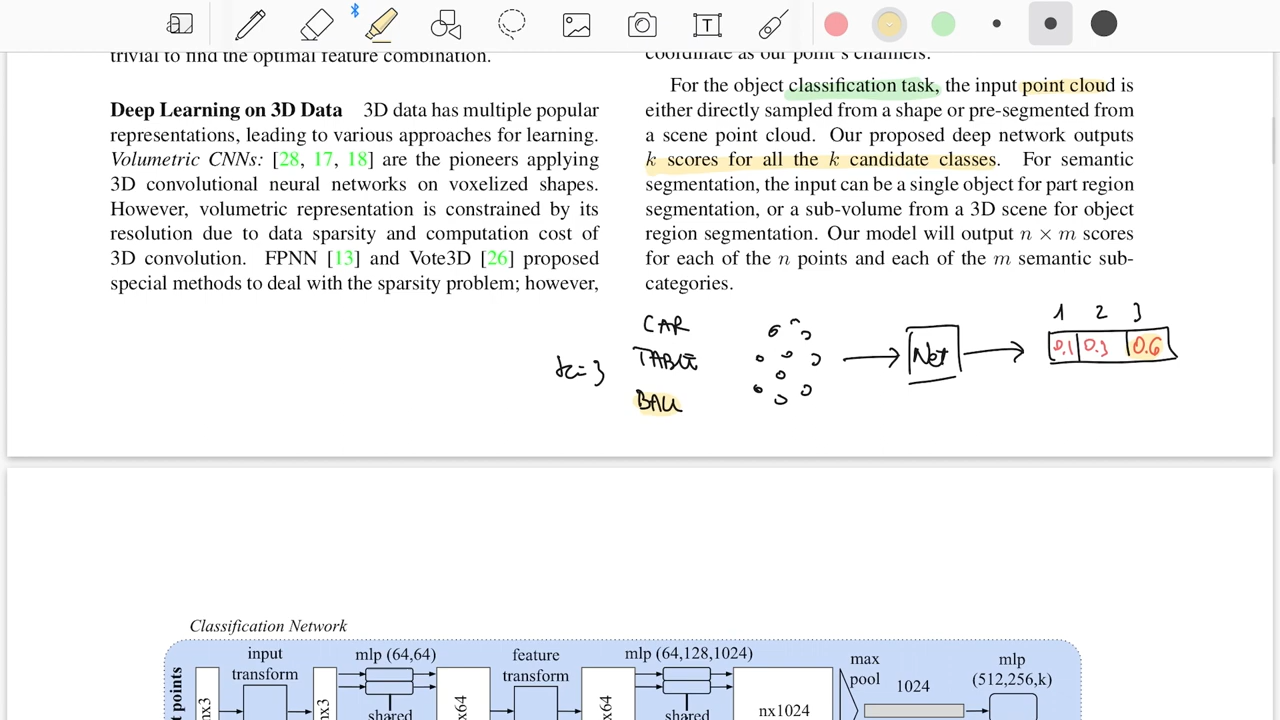 trivial to find the optimal feature combination.
Deep Learning on 3D Data 3D data has multiple popular
representations, leading to various approaches for learning.
Volumetric CNNs: [28, 17, 18] are the pioneers applying
3D convolutional neural networks on voxelized shapes.
However, volumetric representation is constrained by its
resolution due to data sparsity and computation cost of
3D convolution. FPNN [13] and Vote3D [26] proposed
special methods to deal with the sparsity problem; however,
coordinate as our point's channels.
For the object classification task, the input point cloud is
either directly sampled from a shape or pre-segmented from
a scene point cloud. Our proposed deep network outputs
k scores for all the k candidate classes. For semantic
segmentation, the input can be a single object for part region
segmentation, or a sub-volume from a 3D scene for object
region segmentation. Our model will output n × m scores
for each of the n points and each of the m semantic sub-
categories.
k=3
CAR
TABLE
BALL
Net
1 2 3
0.1 0.3 0.6
Classification Network
input
transform
mlp (64,64)
feature
transform
mlp (64,128,1024)
max
pool
1024
mlp
(512,256,k)
t points
nx3
nx3
shared
x64
x64
shared
nx1024
T